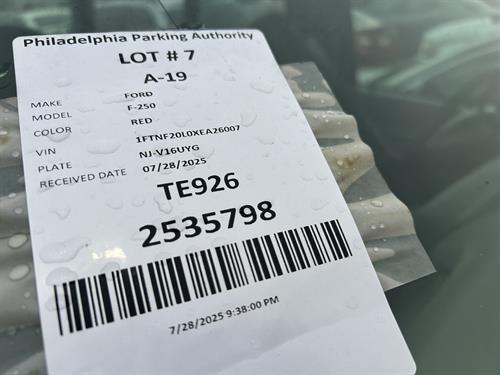 Philadelphia Parking Authority
LOT # 7
A-19
MAKE FORD
MODEL F-250
COLOR RED
VIN 1FTNF20L0XEA26007
PLATE NJ-V16UYG
RECEIVED DATE 07/28/2025
TE926
2535798
7/28/2025 9:38:00 PM